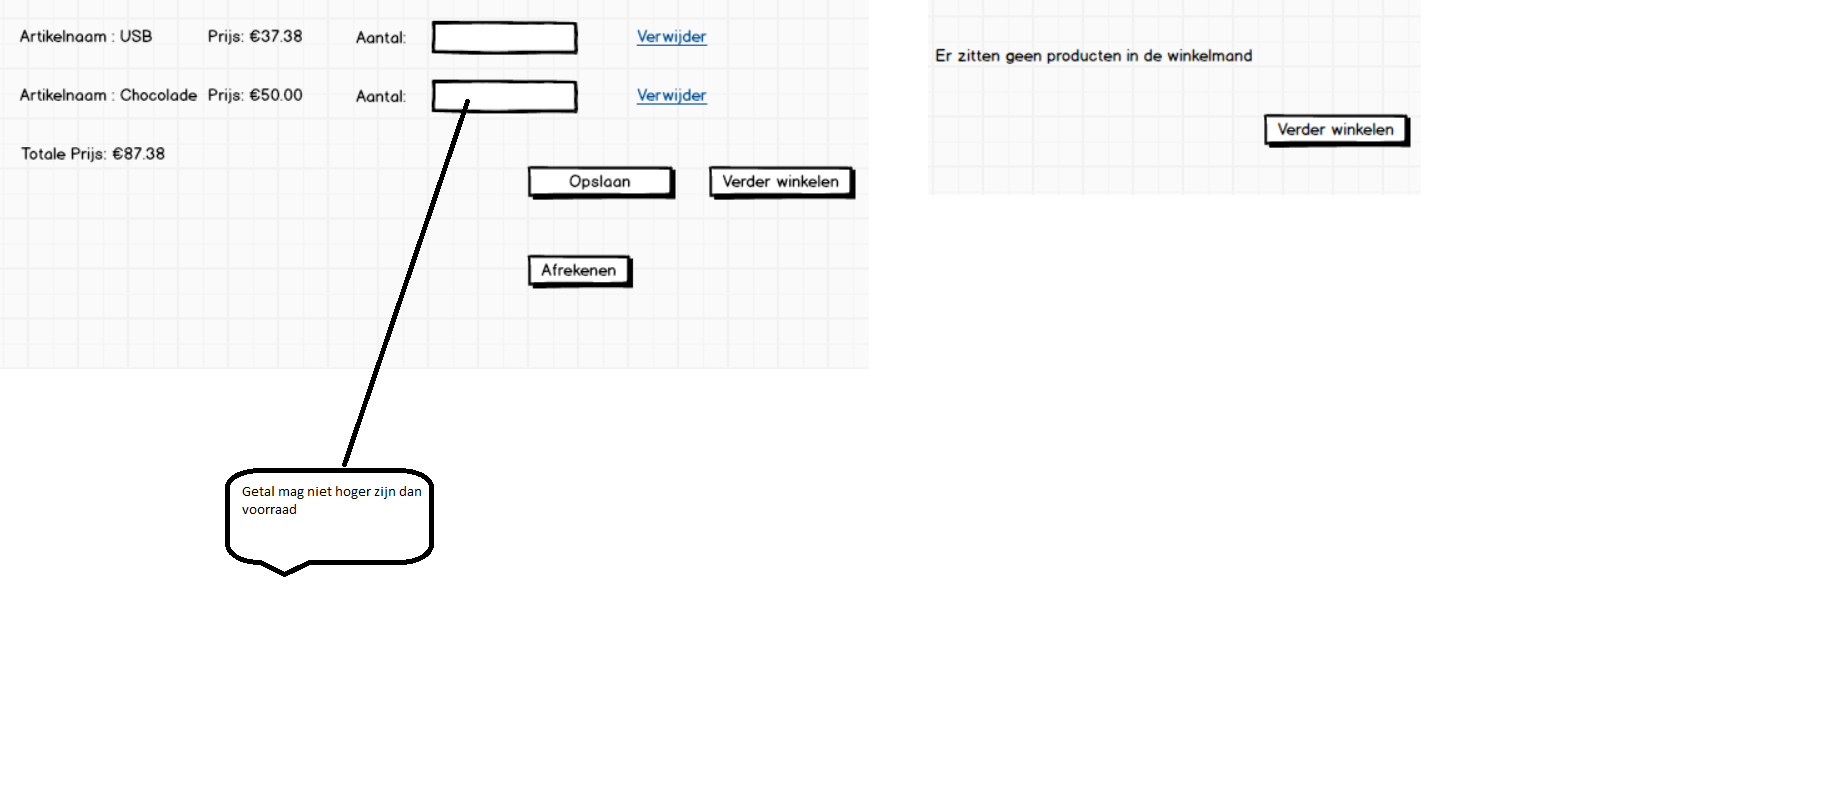 Artikelnaam : USB Prijs: €37.38 Aantal: Verwijder
Artikelnaam : Chocolade Prijs: €50.00 Aantal: Verwijder
Totale Prijs: €87.38
Opslaan Verder winkelen
Afrekenen
Getal mag niet hoger zijn dan
voorraad
Er zitten geen producten in de winkelmand
Verder winkelen